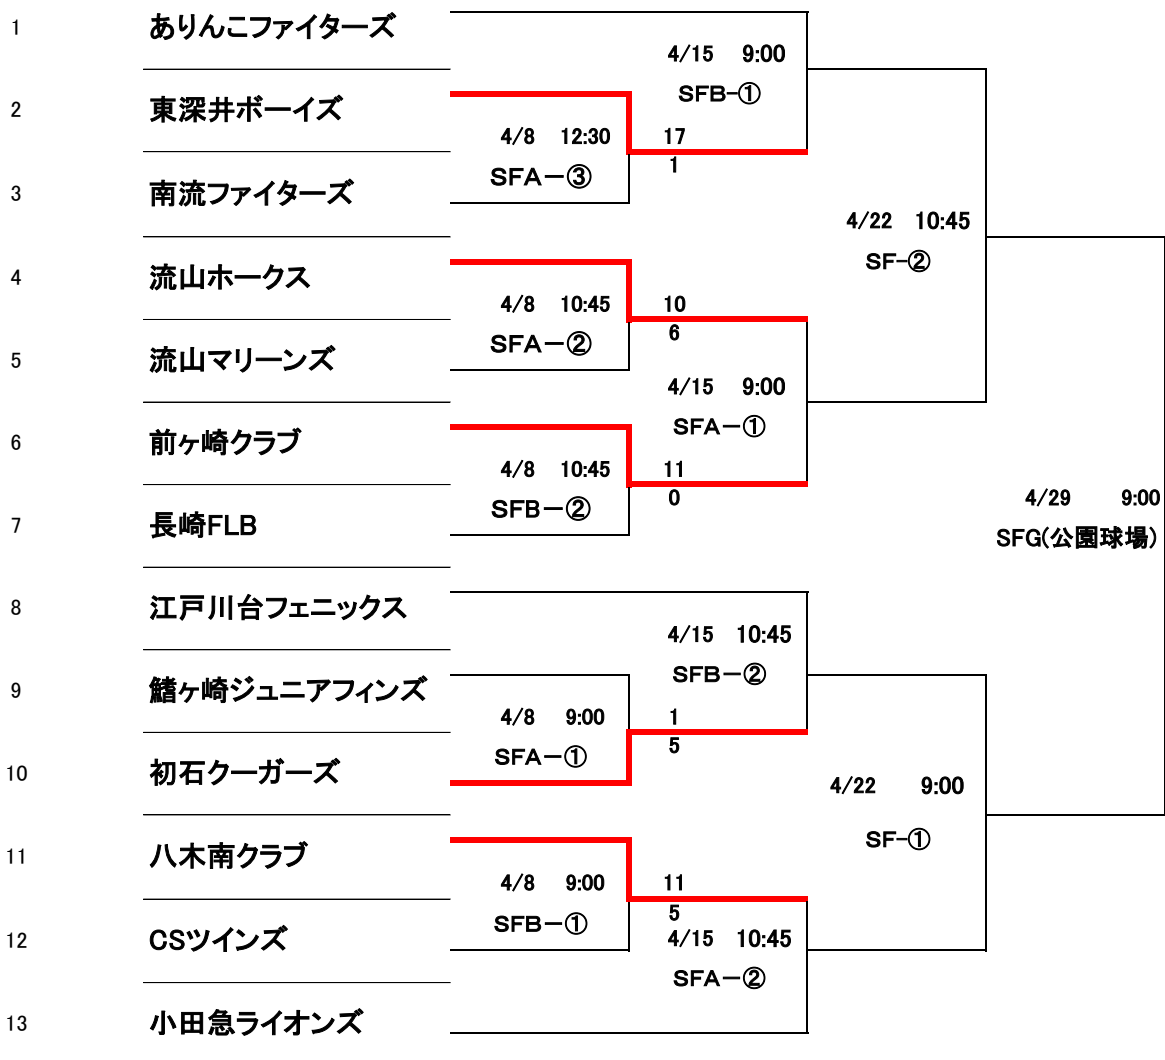 1 ありんこファイターズ
4/15 9:00
SFB-①
2 東深井ボーイズ
4/8 12:30
17
SFA－③
1
3 南流ファイターズ
4/22 10:45
SF-②
4 流山ホークス
4/8 10:45
10
SFA－②
6
5 流山マリーンズ
4/15 9:00
SFA－①
6 前ヶ崎クラブ
4/8 10:45
11
SFB－②
0
4/29 9:00
SFG(公園球場)
7 長崎FLB
8 江戸川台フェニックス
4/15 10:45
SFB－②
9 鰭ヶ崎ジュニアフィンズ
4/8 9:00
1
SFA－①
5
10 初石クーガーズ
4/22 9:00
SF-①
11 八木南クラブ
4/8 9:00
11
SFB－①
5
12 CSツインズ
4/15 10:45
SFA－②
13 小田急ライオンズ